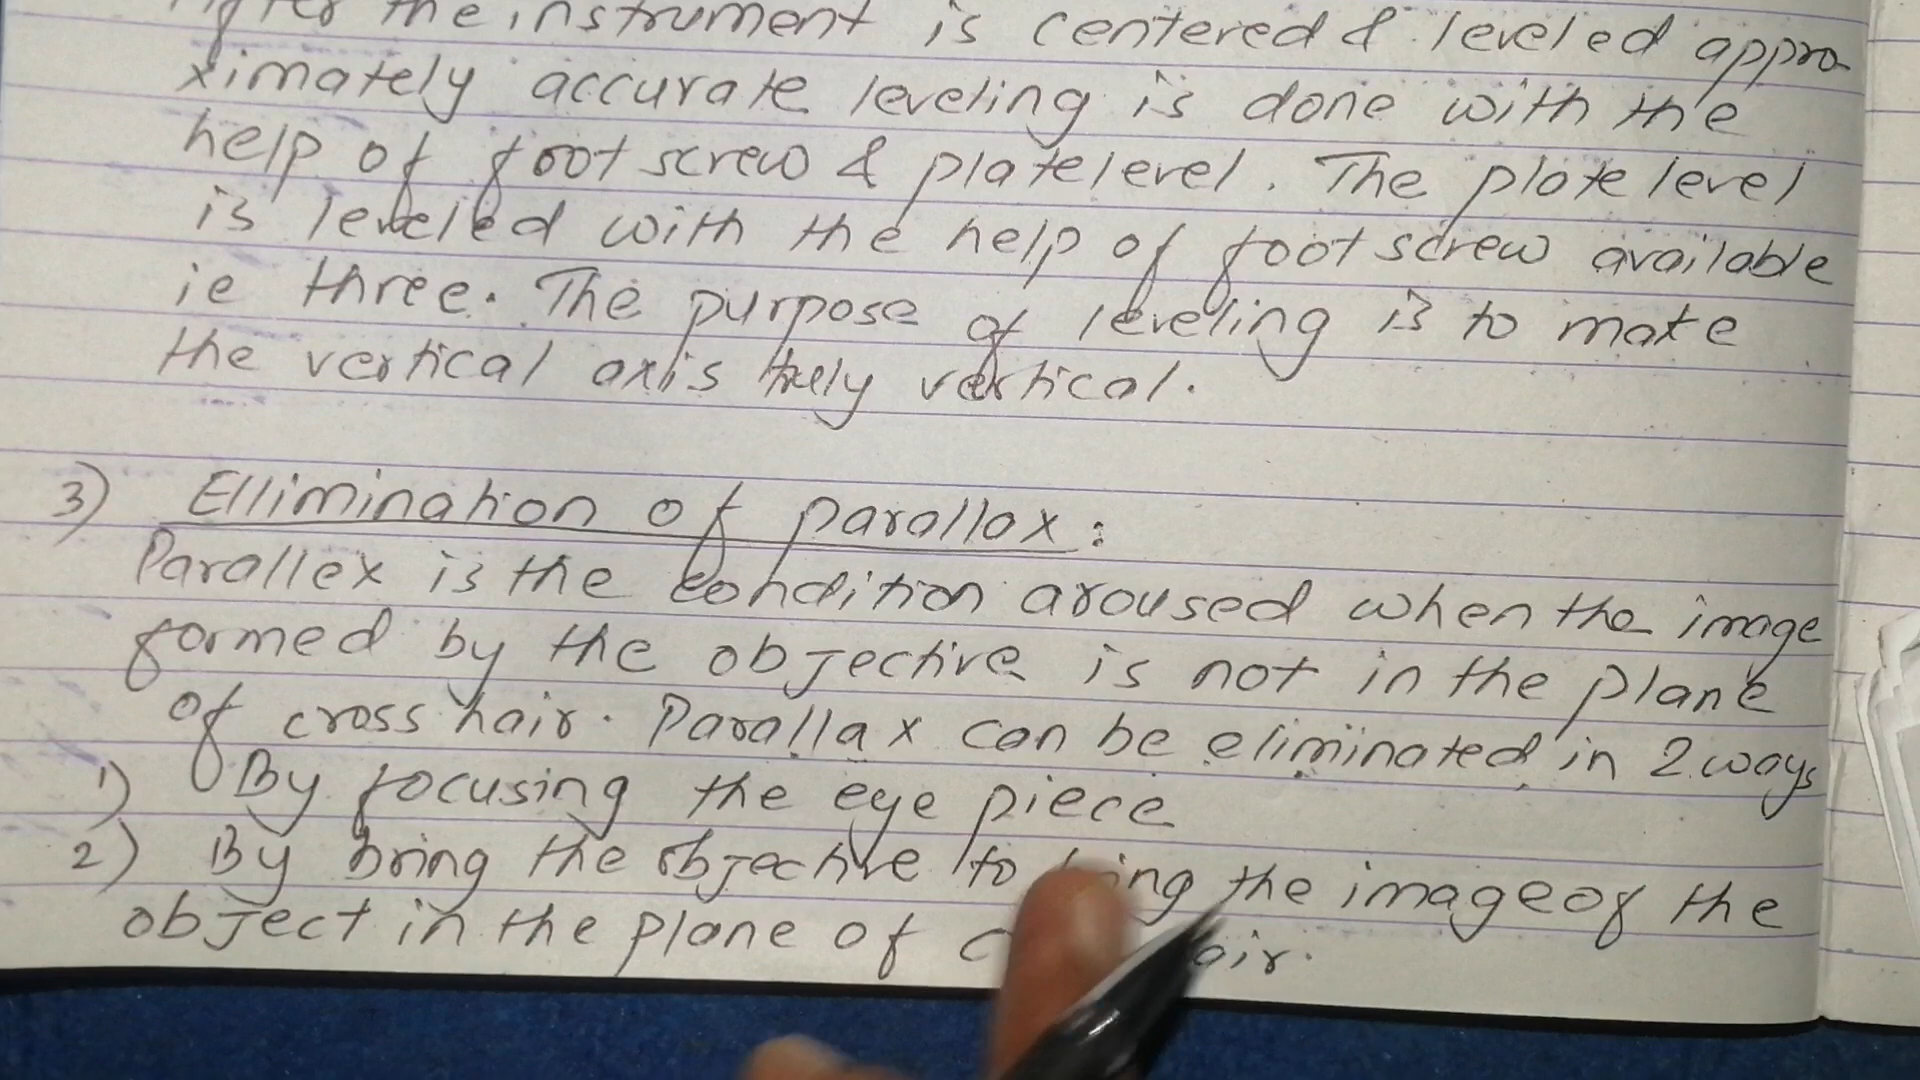 After the instrument is centered & leveled appro-
ximately accurate leveling is done with the
help of foot screw & platelevel. The plate level
is leveled with the help of foot screw available
ie three. The purpose of leveling is to make
the vertical axis truly vertical.
3) Ellimination of parallox:
Parallex is the condition aroused when the image
formed by the objective is not in the plane
of cross hair. Parallax can be eliminated in 2 ways
1) By focusing the eye piece
2) By bring the objective to the image of the
object in the plane of